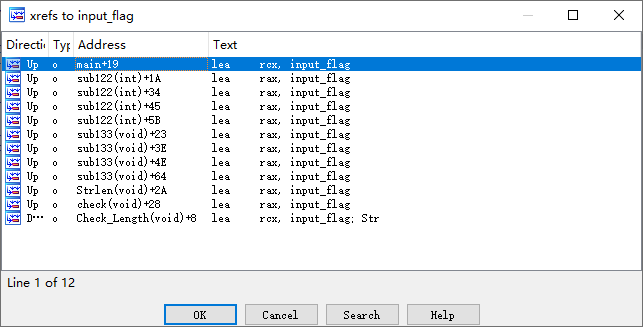 xrefs to input_flag
Directic Typ Address Text
Up o main+19 lea rcx, input_flag
Up o sub122(int)+1A lea rax, input_flag
Up o sub122(int)+34 lea rax, input_flag
Up o sub122(int)+45 lea rax, input_flag
Up o sub122(int)+5B lea rax, input_flag
Up o sub133(void)+23 lea rax, input_flag
Up o sub133(void)+3E lea rax, input_flag
Up o sub133(void)+4E lea rax, input_flag
Up o sub133(void)+64 lea rax, input_flag
Up o Strlen(void)+2A lea rax, input_flag
Up o check(void)+28 lea rax, input_flag
D⋯ o Check_Length(void)+8 lea rcx, input_flag; Str
Line 1 of 12
OK Cancel Search Help